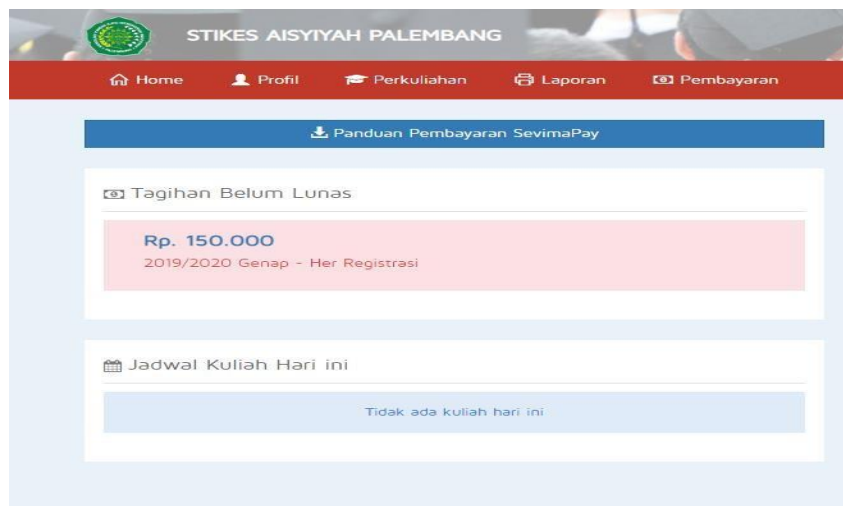 STIKES AISYIYAH PALEMBANG
Home Profil Perkuliahan Laporan Pembayaran
Panduan Pembayaran SevimaPay
Tagihan Belum Lunas
Rp. 150.000
2019/2020 Genap - Her Registrasi
Jadwal Kuliah Hari ini
Tidak ada kuliah hari ini